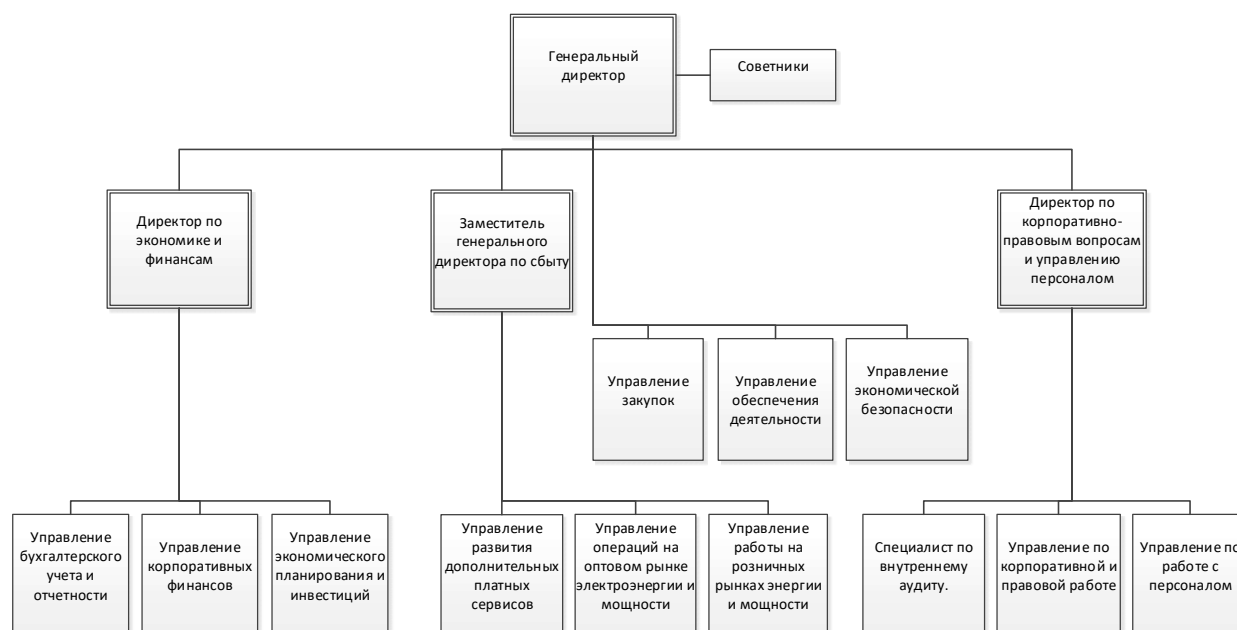 Генеральный
директор
Советники
Директор по
экономике и
финансам
Заместитель
генерального
директора по сбыту
Директор по
корпоративно-
правовым вопросам
и управлению
персоналом
Управление
закупок
Управление
обеспечения
деятельности
Управление
экономической
безопасности
Управление
бухгалтерского
учета и
отчетности
Управление
корпоративных
финансов
Управление
экономического
планирования и
инвестиций
Управление
развития
дополнительных
платных
сервисов
Управление
операций на
оптовом рынке
электроэнергии и
мощности
Управление
работы на
розничных
рынках энергии
и мощности
Специалист по
внутреннему
аудиту.
Управление по
корпоративной и
правовой работе
Управление по
работе с
персоналом